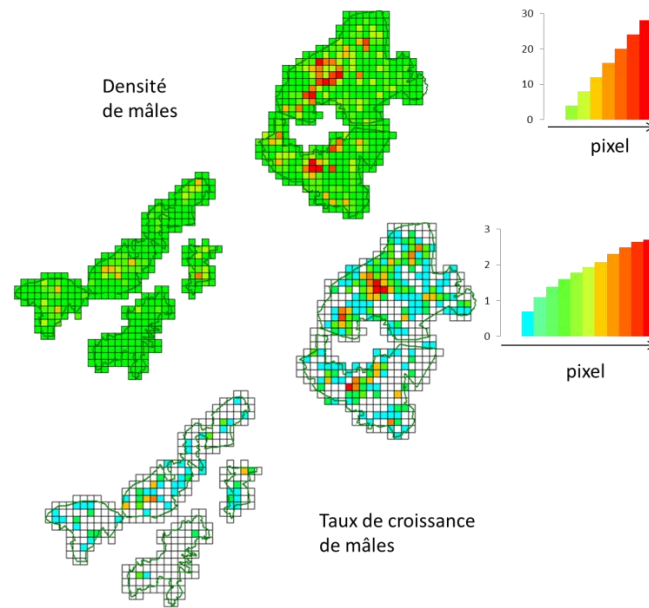 Densité
de mâles
30
20
10
0
pixel
3
2
1
0
pixel
Taux de croissance
de mâles